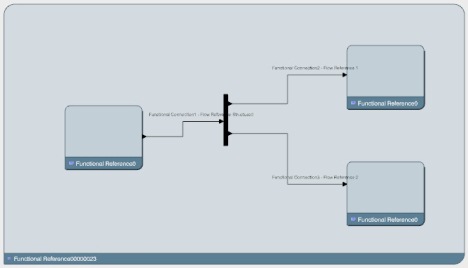 Functional Connection2 - Flow Reference 1
Functional Reference0
Functional Connection1 - Flow Reference Structure0
Functional Reference0
Functional Connection3 - Flow Reference 2
Functional Reference0
Functional Reference00000023